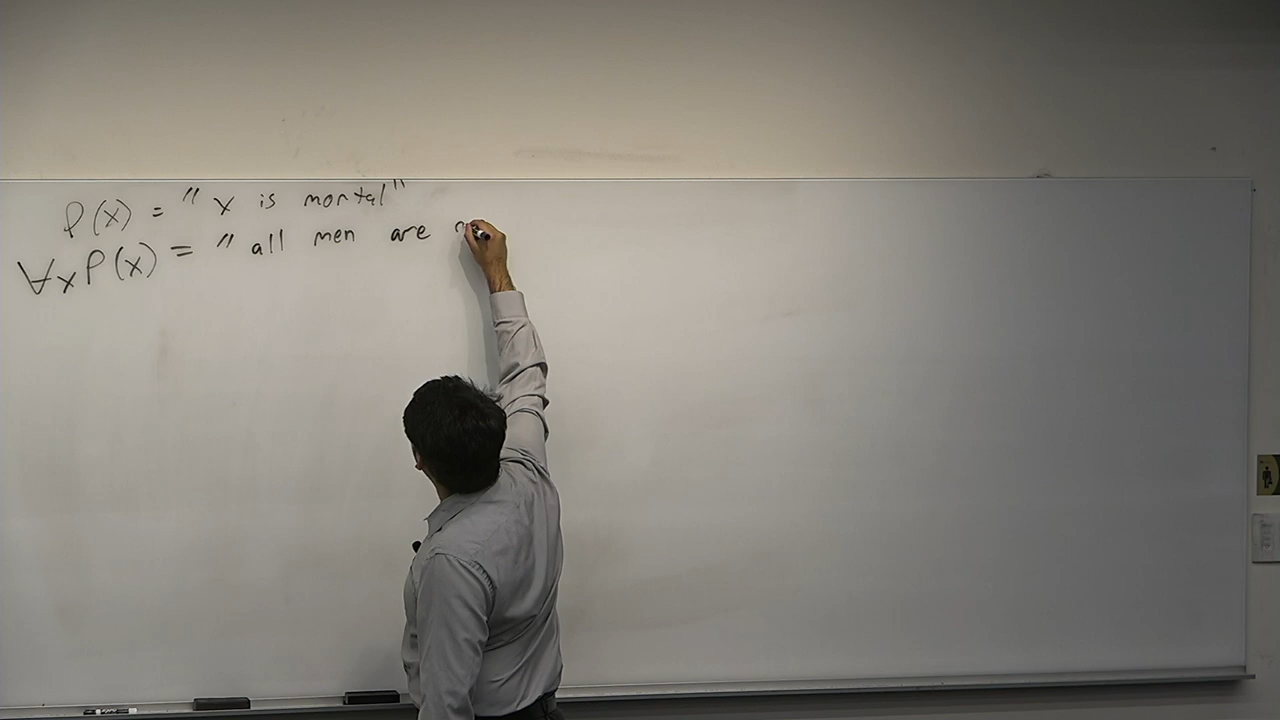 P(x) = " x is mortal"
∀x P(x) = " all men are